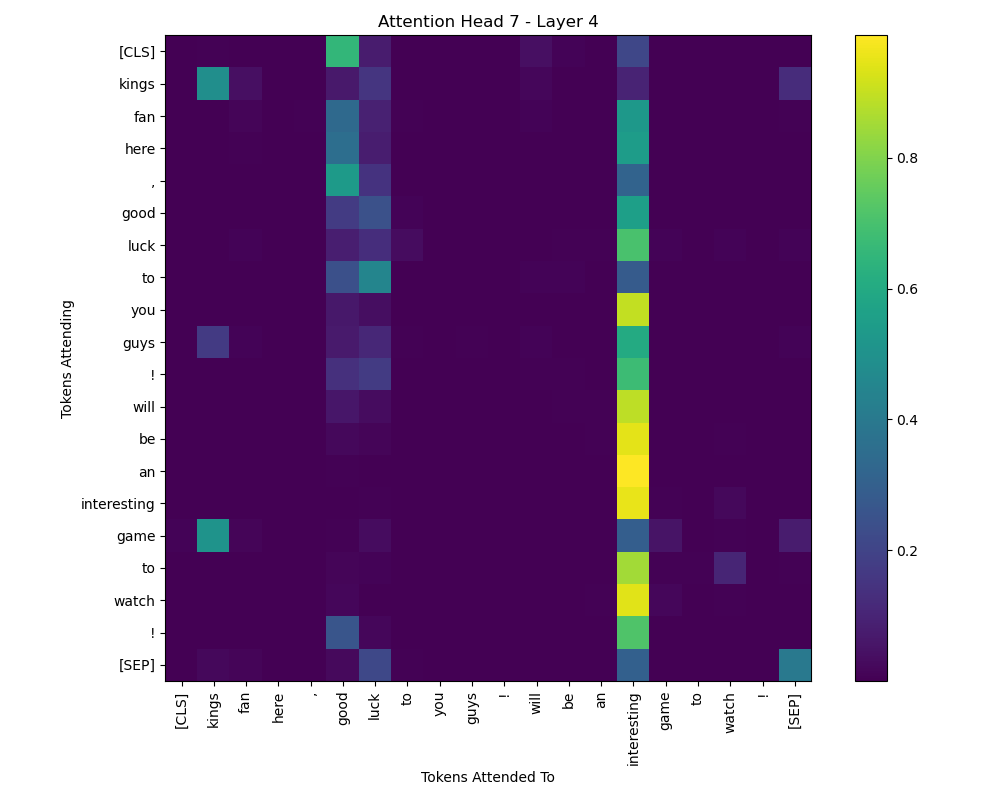 Attention Head 7 - Layer 4
[CLS]
kings
fan
here
,
good
luck
to
you
guys
!
will
be
an
interesting
game
to
watch
!
[SEP]
Tokens Attending
[CLS]
kings
fan
here
,
good
luck
to
you
guys
!
will
be
an
interesting
game
to
watch
!
[SEP]
Tokens Attended To
0.8
0.6
0.4
0.2